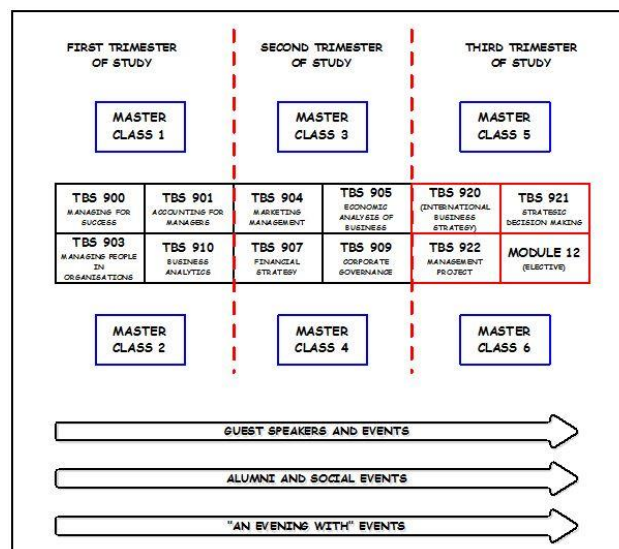 FIRST TRIMESTER
OF STUDY
SECOND TRIMESTER
OF STUDY
THIRD TRIMESTER
OF STUDY
MASTER
CLASS 1
MASTER
CLASS 3
MASTER
CLASS 5
TBS 900
MANAGING FOR
SUCCESS
TBS 901
ACCOUNTING FOR
MANAGERS
TBS 904
MARKETING
MANAGEMENT
TBS 905
ECONOMIC
ANALYSIS OF
BUSINESS
TBS 920
(INTERNATIONAL
BUSINESS
STRATEGY)
TBS 921
STRATEGIC
DECISION MAKING
TBS 903
MANAGING PEOPLE
IN
ORGANISATIONS
TBS 910
BUSINESS
ANALYTICS
TBS 907
FINANCIAL
STRATEGY
TBS 909
CORPORATE
GOVERNANCE
TBS 922
MANAGEMENT
PROJECT
MODULE 12
(ELECTIVE)
MASTER
CLASS 2
MASTER
CLASS 4
MASTER
CLASS 6
GUEST SPEAKERS AND EVENTS
ALUMNI AND SOCIAL EVENTS
"AN EVENING WITH" EVENTS